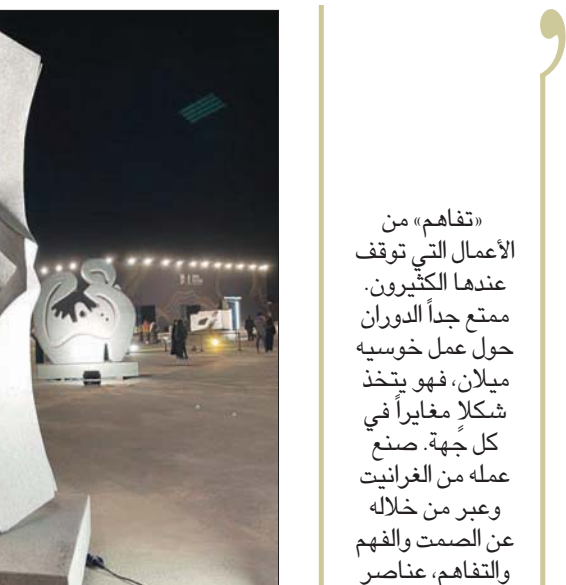 «تفاهم» من
الأعمال التي توقف
عندها الكثيرون.
ممتع جداً الدوران
حول عمل خوسيه
ميلان، فهو يتخذ
شكلاً مغايراً في
كل جهة. صنع
عمله من الغرانيت
وعبر من خلاله
عن الصمت والفهم
والتفاهم، عناصر